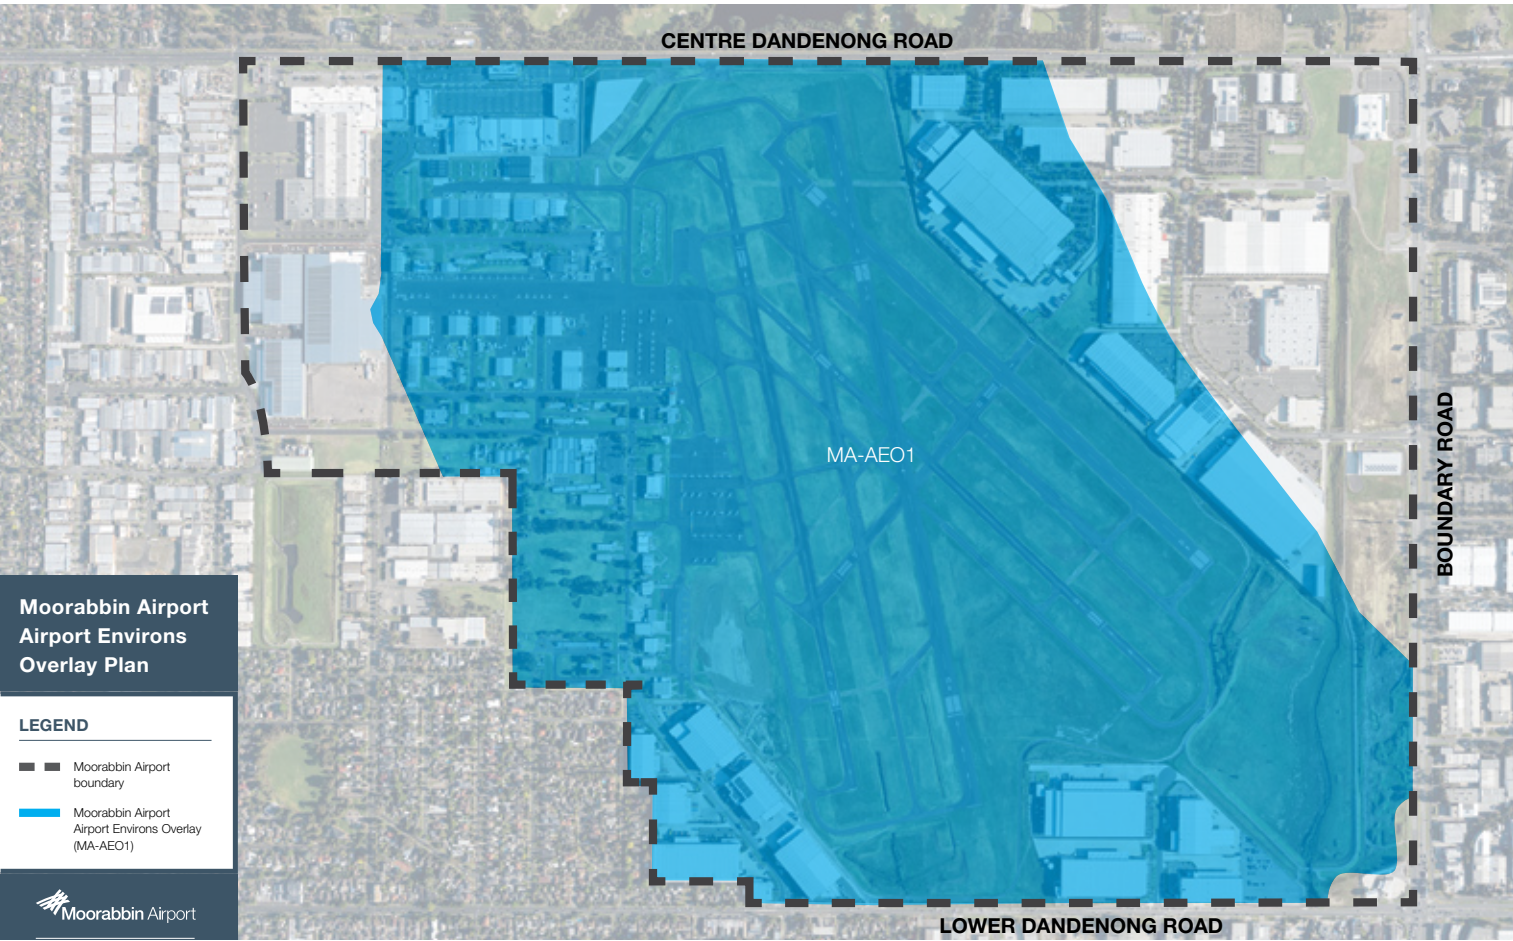 CENTRE DANDENONG ROAD
MA-AEO1
BOUNDARY ROAD
Moorabbin Airport
Airport Environs
Overlay Plan
LEGEND
Moorabbin Airport
boundary
Moorabbin Airport
Airport Environs Overlay
(MA-AEO1)
Moorabbin Airport
LOWER DANDENONG ROAD